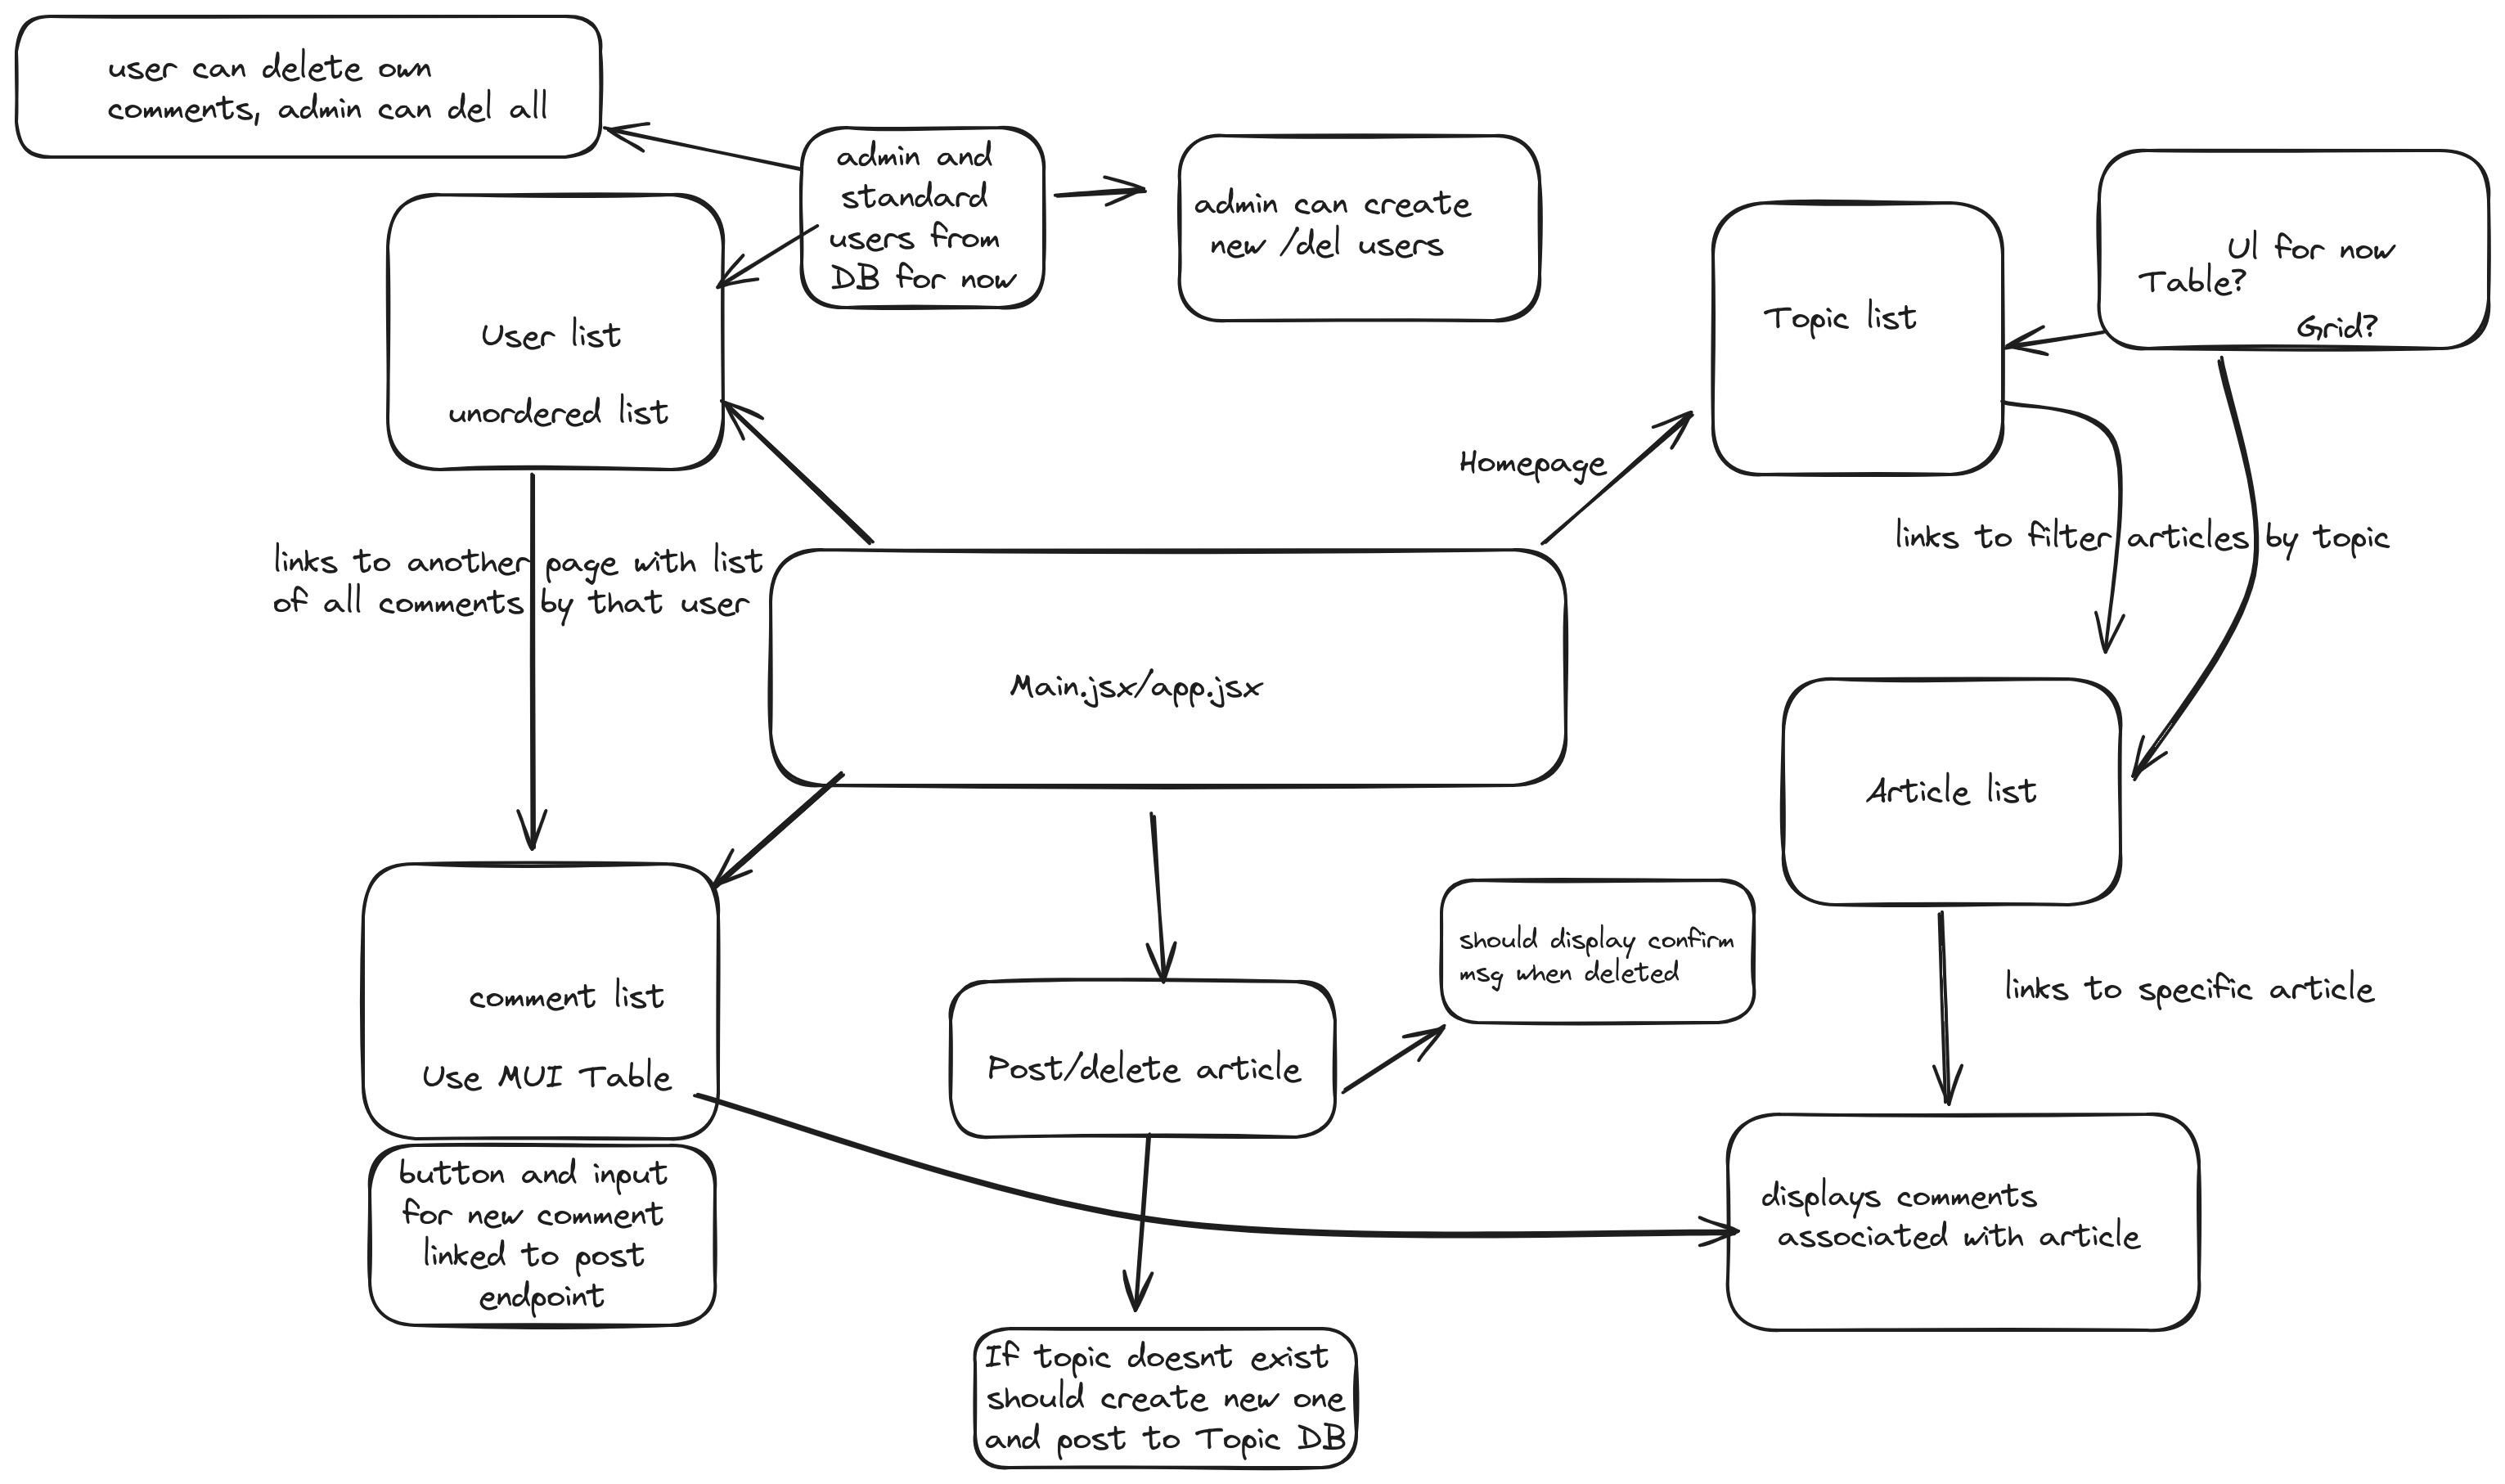 user can delete own
comments, admin can del all
admin and
standard
users from
DB for now
admin can create
new /del users
Ul for now
Table?
Grid?
Topic list
User list
unordered list
Homepage
links to another page with list
of all comments by that user
links to filter articles by topic
Main.jsx/app.jsx
Article list
should display confirm
msg when deleted
comment list
Use MUI Table
Post/delete article
links to specific article
button and input
for new comment
linked to post
endpoint
displays comments
associated with article
If topic doesnt exist
should create new one
and post to Topic DB